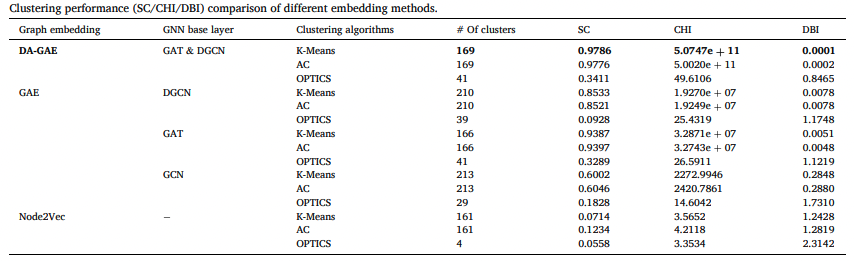 Clustering performance (SC/CHI/DBI) comparison of different embedding methods.
Graph embedding GNN base layer Clustering algorithms # Of clusters SC CHI DBI
DA-GAE GAT & DGCN K-Means 169 0.9786 5.0747e + 11 0.0001
AC 169 0.9776 5.0020e + 11 0.0002
OPTICS 41 0.3411 49.6106 0.8465
GAE DGCN K-Means 210 0.8533 1.9270e + 07 0.0078
AC 210 0.8521 1.9249e + 07 0.0078
OPTICS 39 0.0928 25.4319 1.1748
GAT K-Means 166 0.9387 3.2871e + 07 0.0051
AC 166 0.9397 3.2743e + 07 0.0048
OPTICS 41 0.3289 26.5911 1.1219
GCN K-Means 213 0.6002 2272.9946 0.2848
AC 213 0.6046 2420.7861 0.2880
OPTICS 29 0.1828 14.6042 1.7310
Node2Vec – K-Means 161 0.0714 3.5652 1.2428
AC 161 0.1234 4.2118 1.2819
OPTICS 4 0.0558 3.3534 2.3142